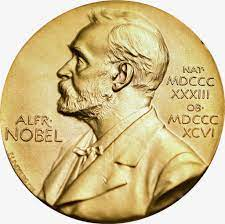 ALFR·
NOBEL
NAT·
MDCCC
XXXIII
OB·
MDCCC
XCVI